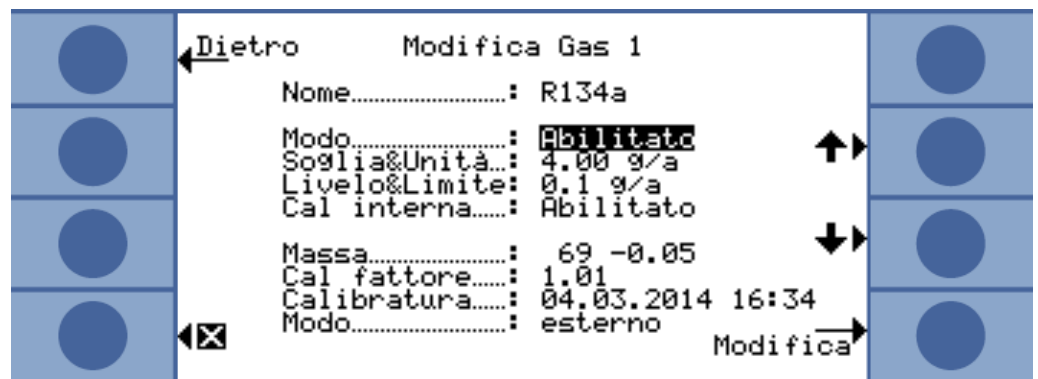 Dietro Modifica Gas 1
Nome.......................: R134a
Modo.......................: Abilitato
Soglia&Unità...: 4.00 g/a
Livelo&Limite: 0.1 g/a
Cal interna.....: Abilitato
Massa....................: 69 -0.05
Cal fattore.....: 1.01
Calibratura.....: 04.03.2014 16:34
Modo.......................: esterno
Modifica